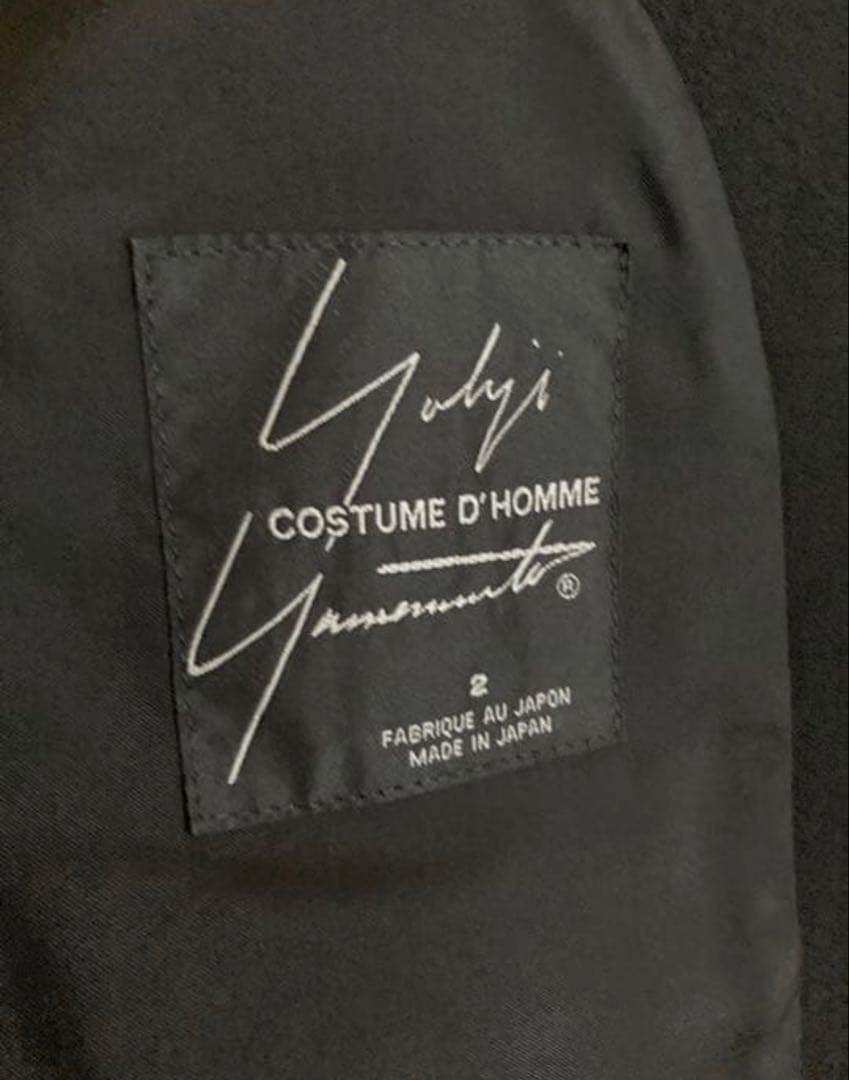 Yohji
COSTUME D'HOMME
Yamamoto®
2
FABRIQUE AU JAPON
MADE IN JAPAN